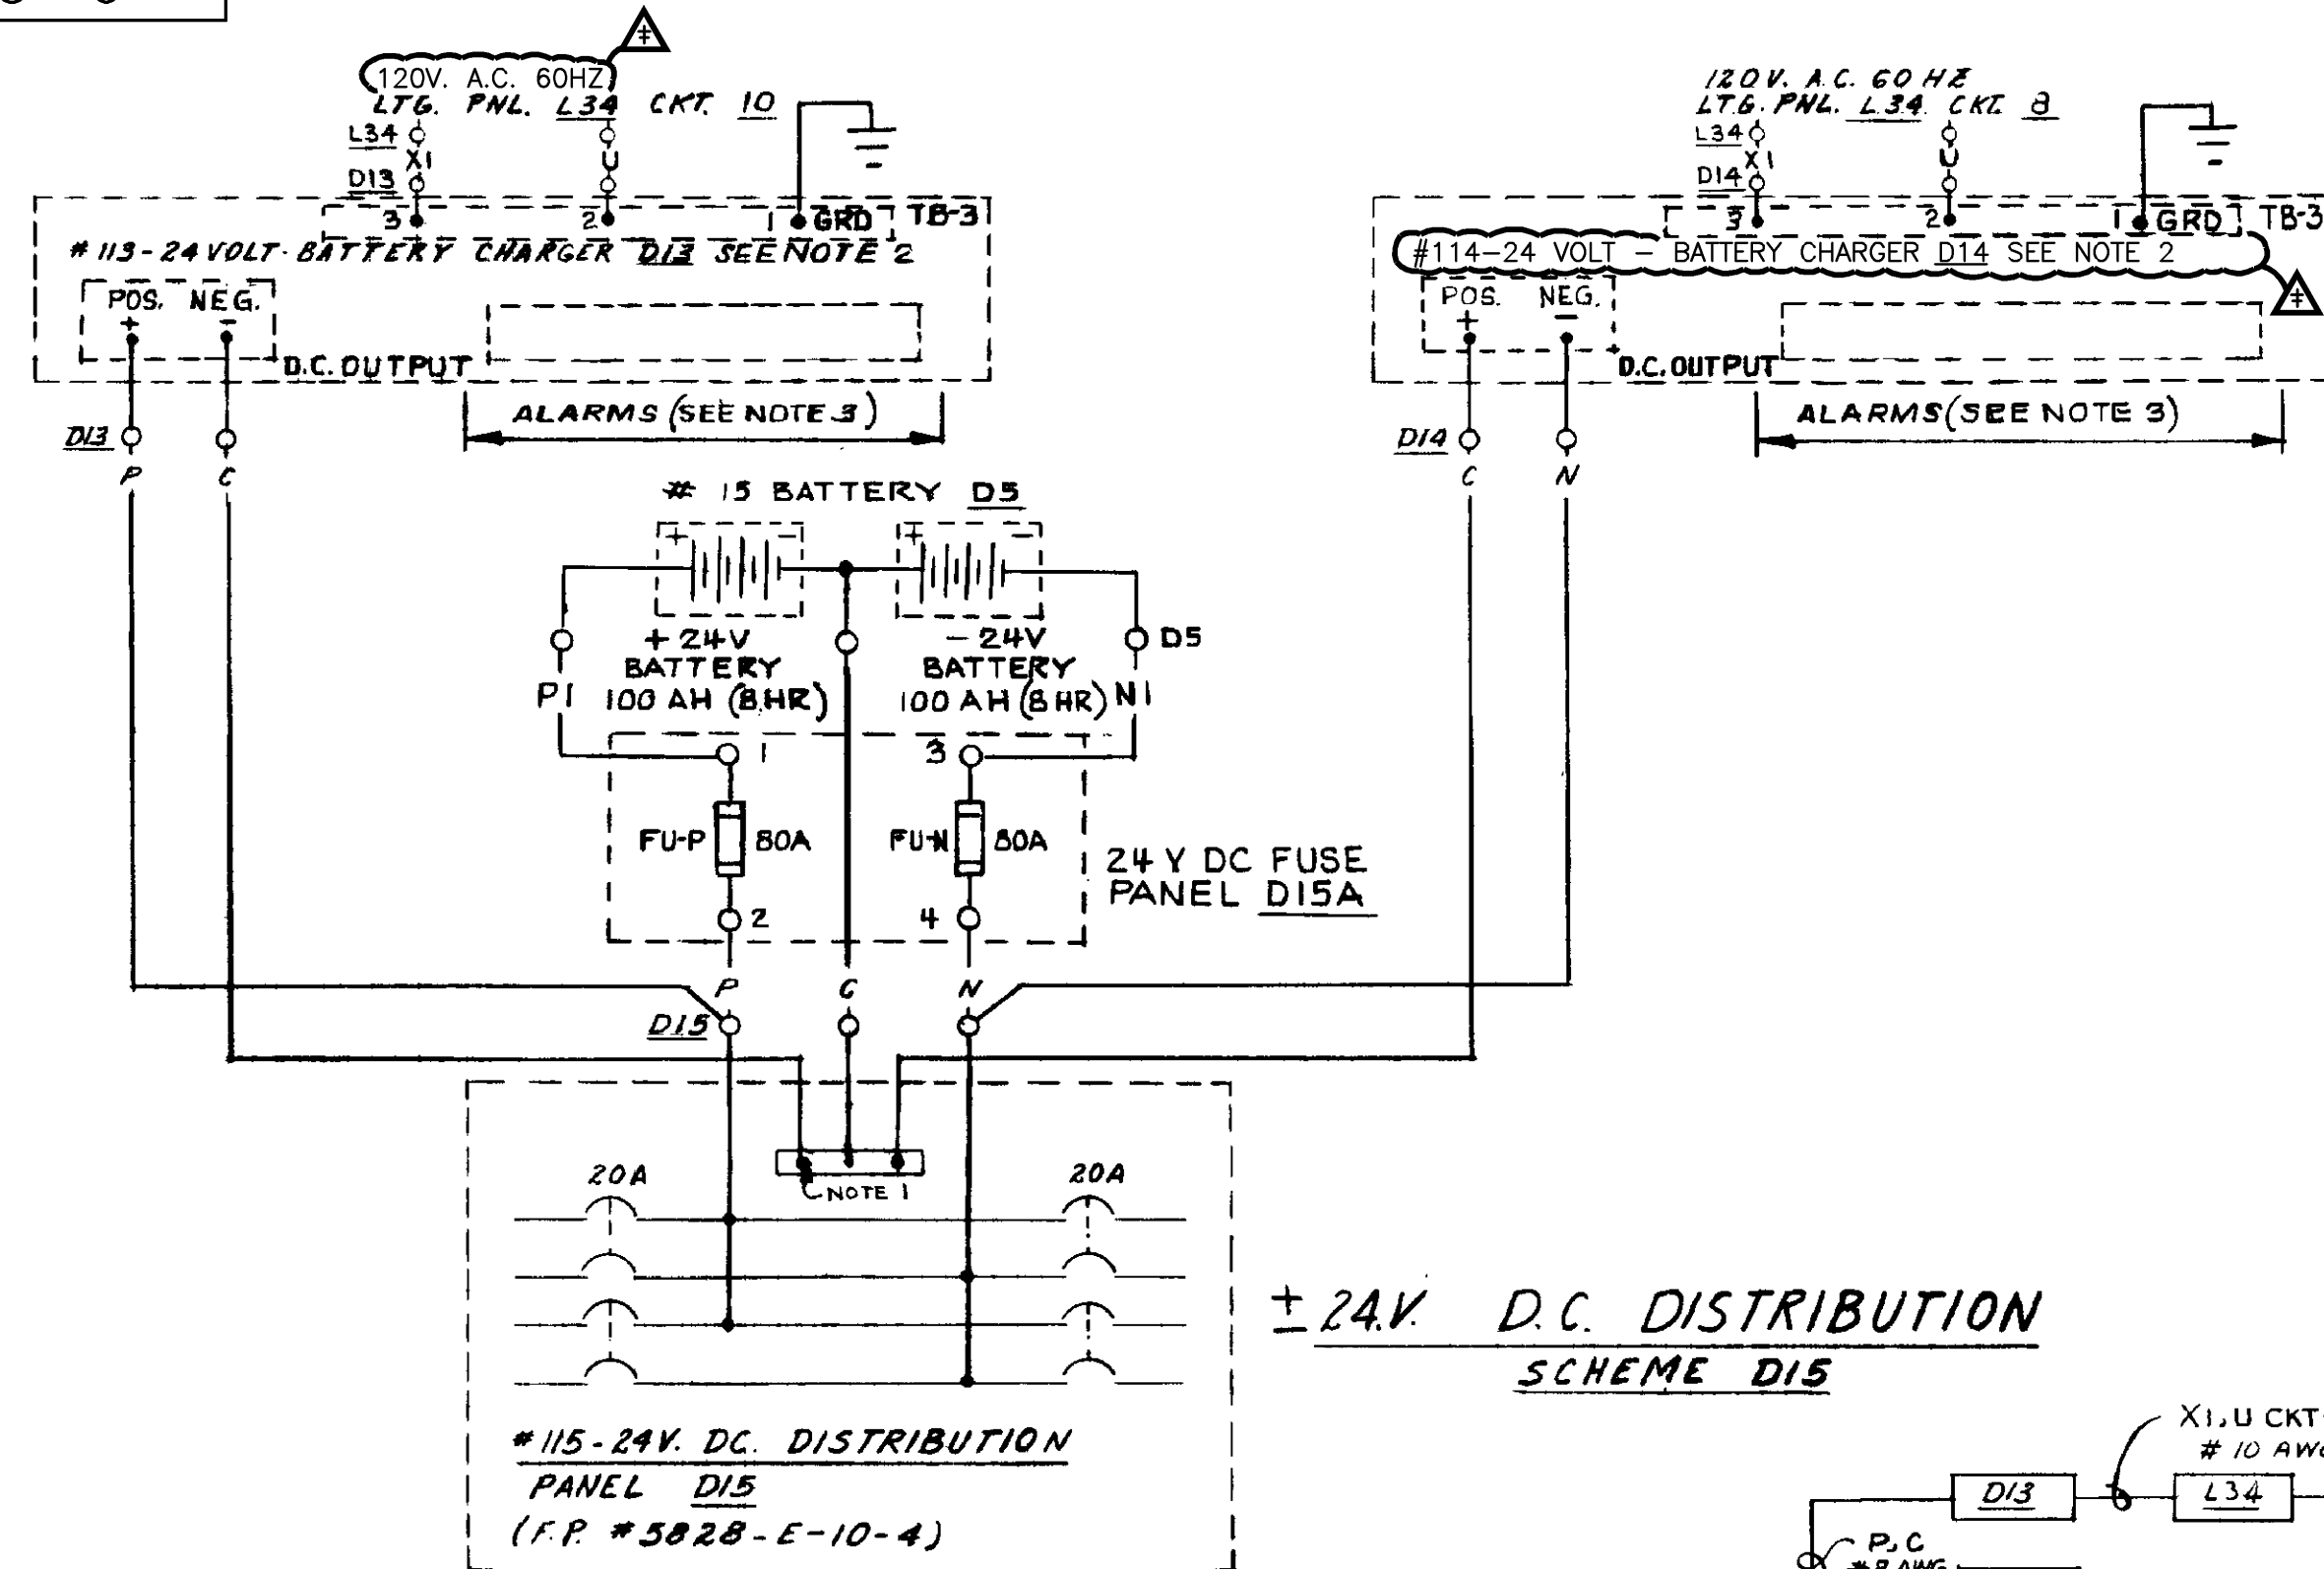 120V. A.C. 60HZ
LTG. PNL. L34 CKT. 10
L34
X1 U
D13
3 2 1 GRD TB-3
#113-24 VOLT-BATTERY CHARGER D13 SEE NOTE 2
POS. NEG.
+ -
D.C. OUTPUT
ALARMS (SEE NOTE 3)
D13
P C
120V. A.C. 60 HZ
LTG. PNL. L34 CKT. 8
L34
X1 U
D14
3 2 1 GRD TB-3
#114-24 VOLT - BATTERY CHARGER D14 SEE NOTE 2
POS. NEG.
+ -
D.C. OUTPUT
ALARMS (SEE NOTE 3)
D14
C N
# 15 BATTERY D5
+ - + -
+24V
BATTERY
100 AH (8 HR)
-24V
BATTERY
100 AH (8 HR)
D5
P1 N1
1 3
FU-P 80A FU-N 80A
2 4
24 V DC FUSE
PANEL D15A
P C N
D15
NOTE 1
20A 20A
#115-24V. DC. DISTRIBUTION
PANEL D15
(F.P. #5828-E-10-4)
±24.V. D.C. DISTRIBUTION
SCHEME D15
X1, U CKT
# 10 AWG
D13 L34
P, C
#8 AWG